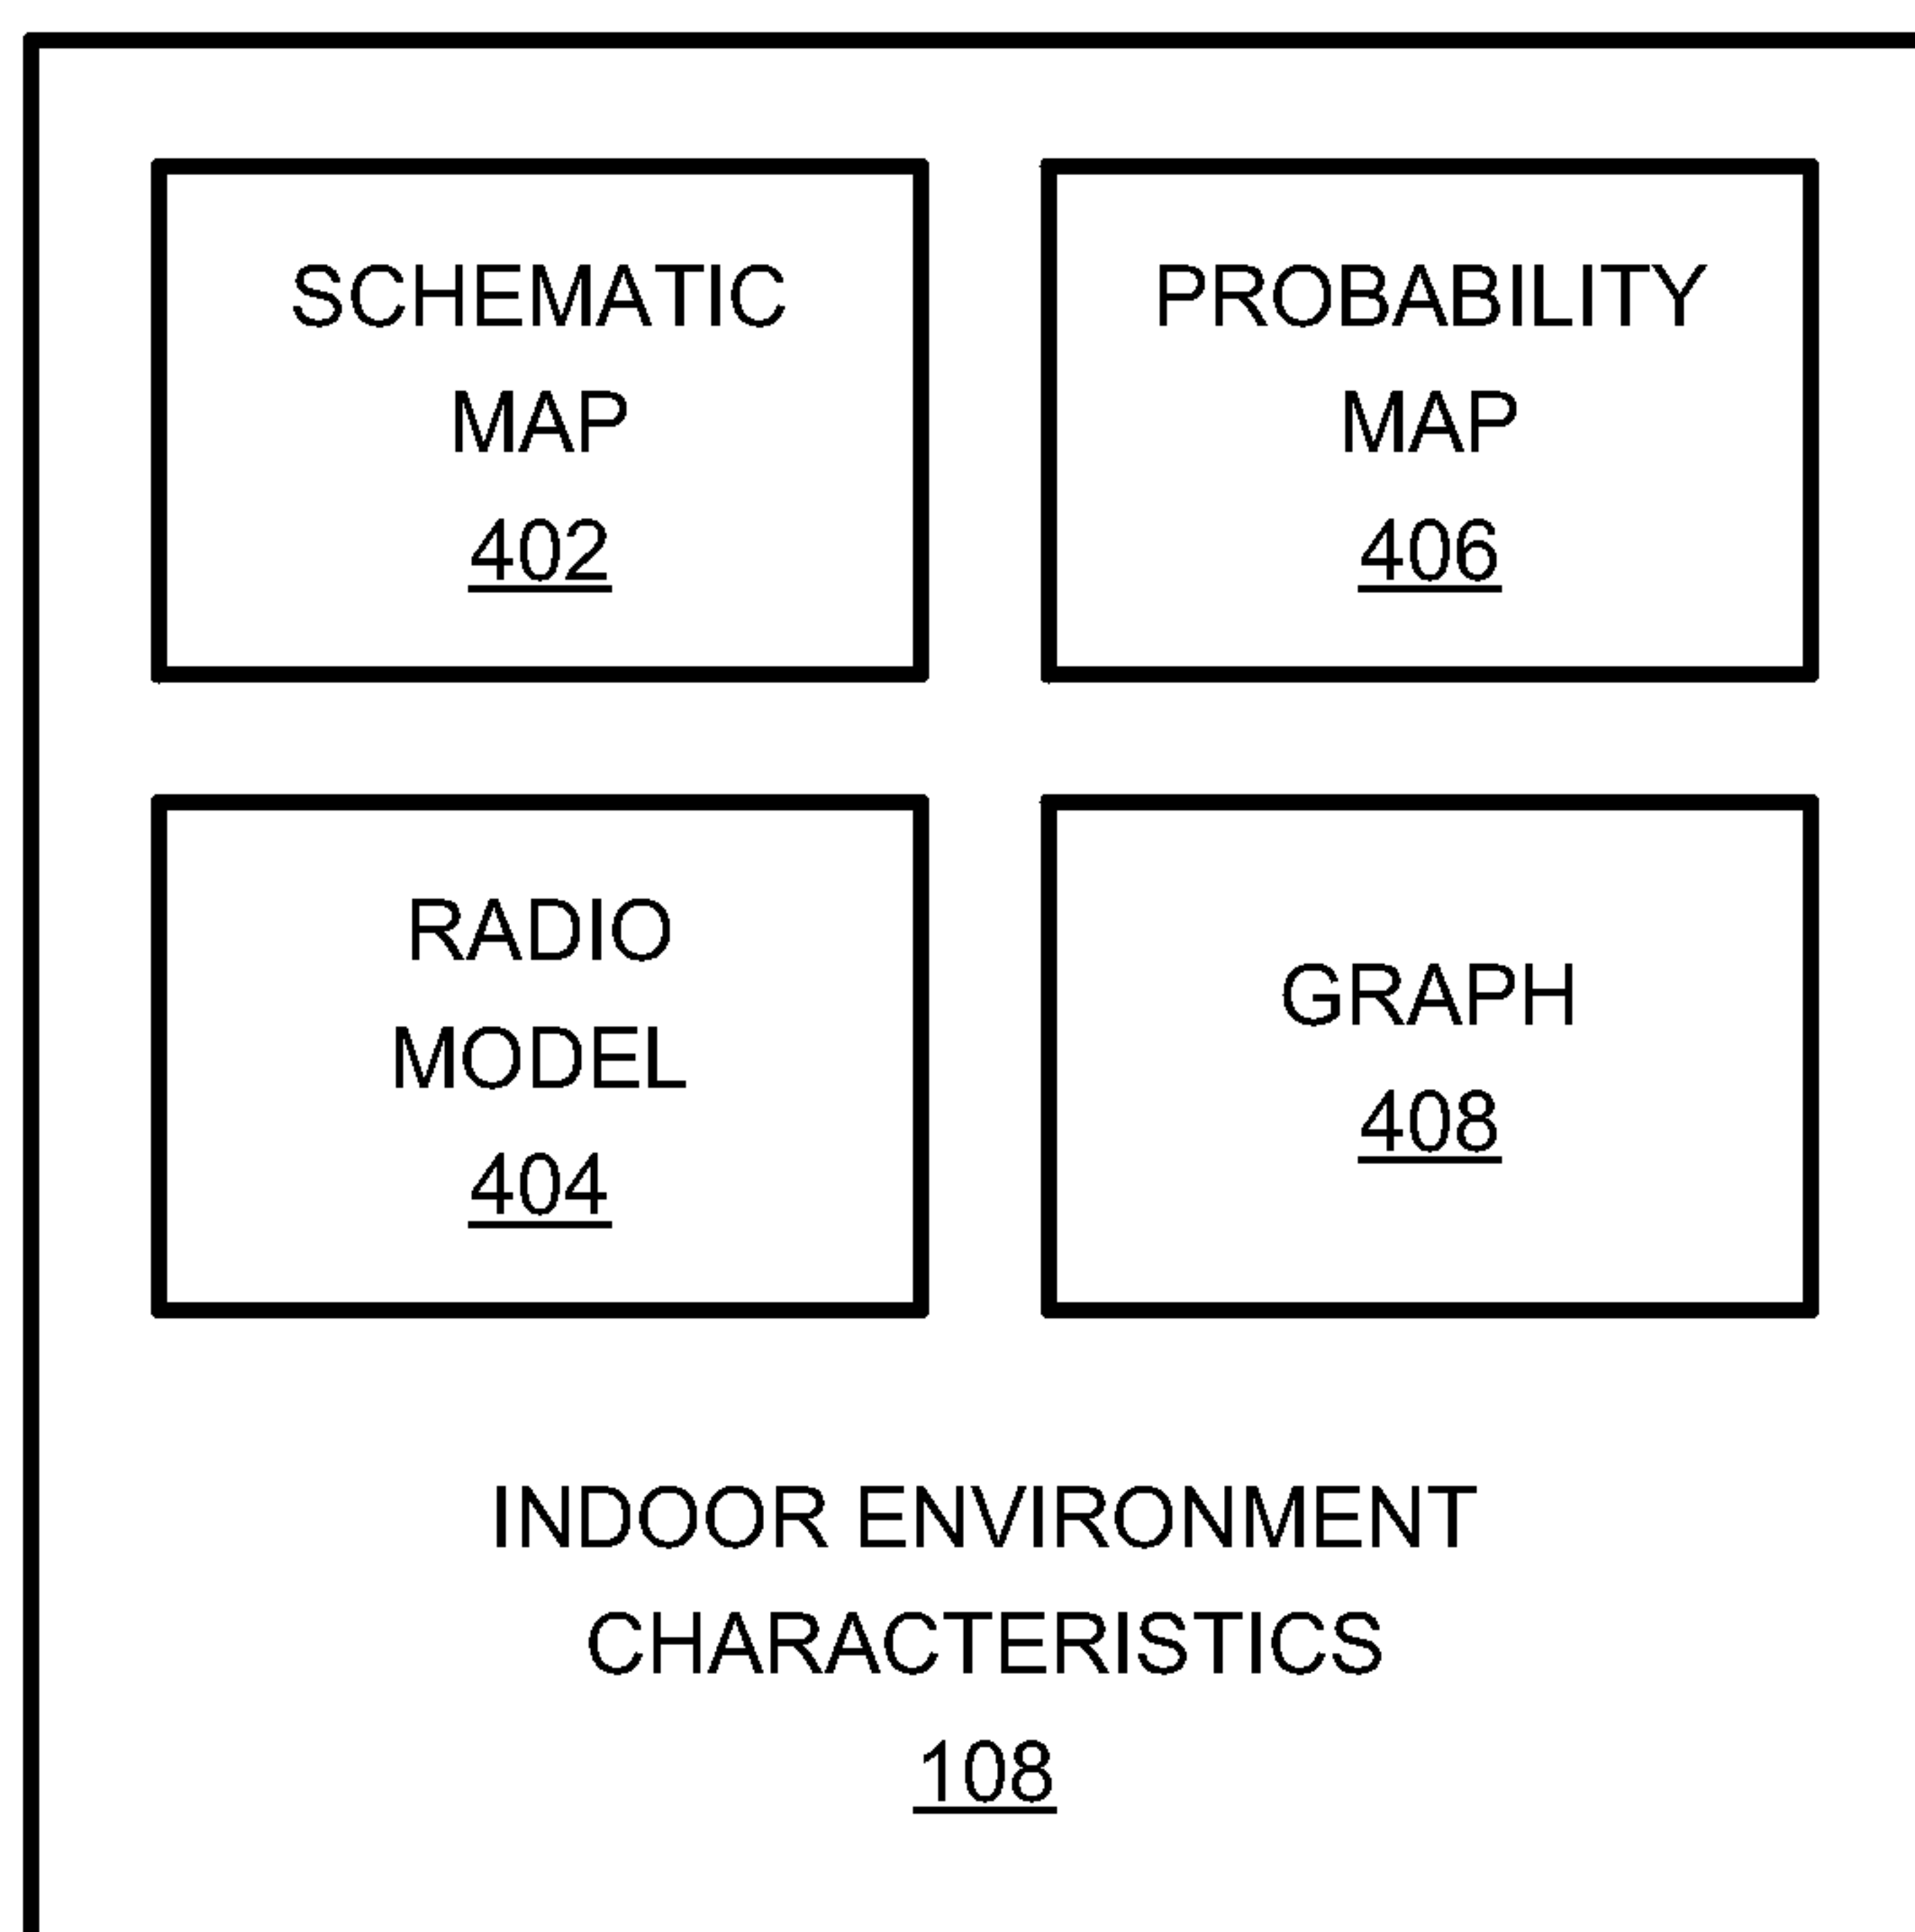 SCHEMATIC
MAP
402
PROBABILITY
MAP
406
RADIO
MODEL
404
GRAPH
408
INDOOR ENVIRONMENT
CHARACTERISTICS
108